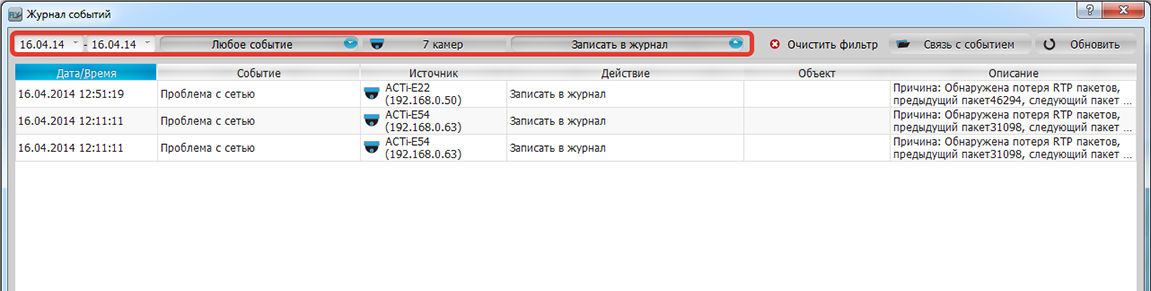 Журнал событий
16.04.14 - 16.04.14 Любое событие 7 камер Записать в журнал Очистить фильтр Связь с событием Обновить
Дата/Время Событие Источник Действие Объект Описание
16.04.2014 12:51:19 Проблема с сетью ACTi-E22 (192.168.0.50) Записать в журнал Причина: Обнаружена потеря RTP пакетов, предыдущий пакет46294, следующий пакет ...
16.04.2014 12:11:11 Проблема с сетью ACTi-E54 (192.168.0.63) Записать в журнал Причина: Обнаружена потеря RTP пакетов, предыдущий пакет31098, следующий пакет ...
16.04.2014 12:11:11 Проблема с сетью ACTi-E54 (192.168.0.63) Записать в журнал Причина: Обнаружена потеря RTP пакетов, предыдущий пакет31098, следующий пакет ...